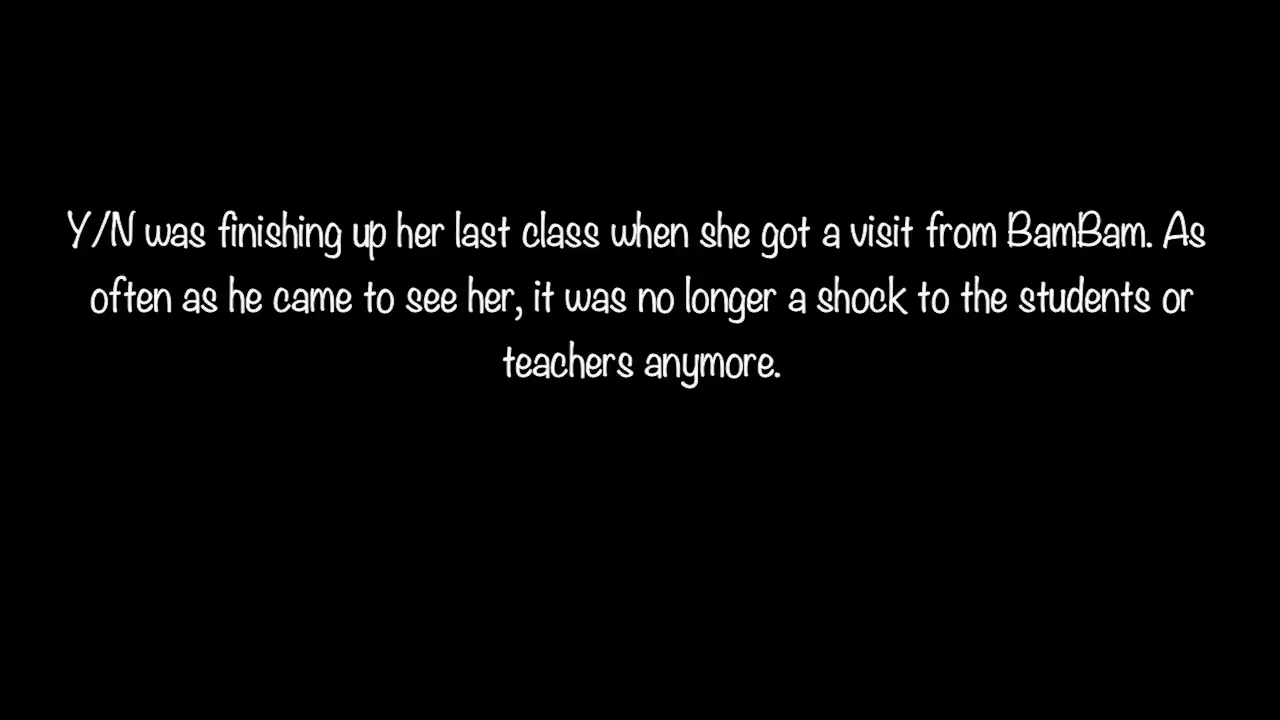 Y/N was finishing up her last class when she got a visit from BamBam. As
often as he came to see her, it was no longer a shock to the students or
teachers anymore.